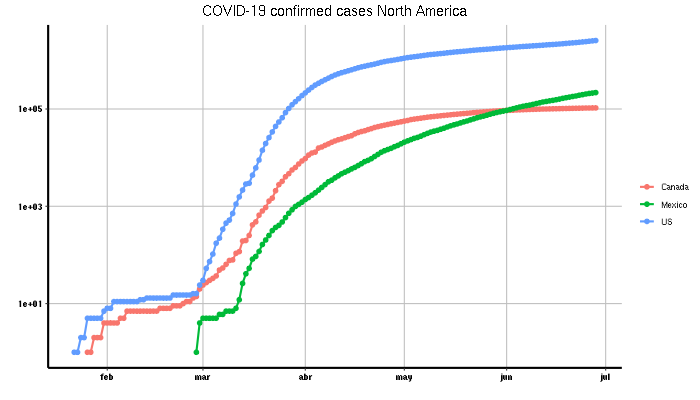 COVID-19 confirmed cases North America
1e+05
1e+03
1e+01
feb mar abr may jun jul
Canada
Mexico
US